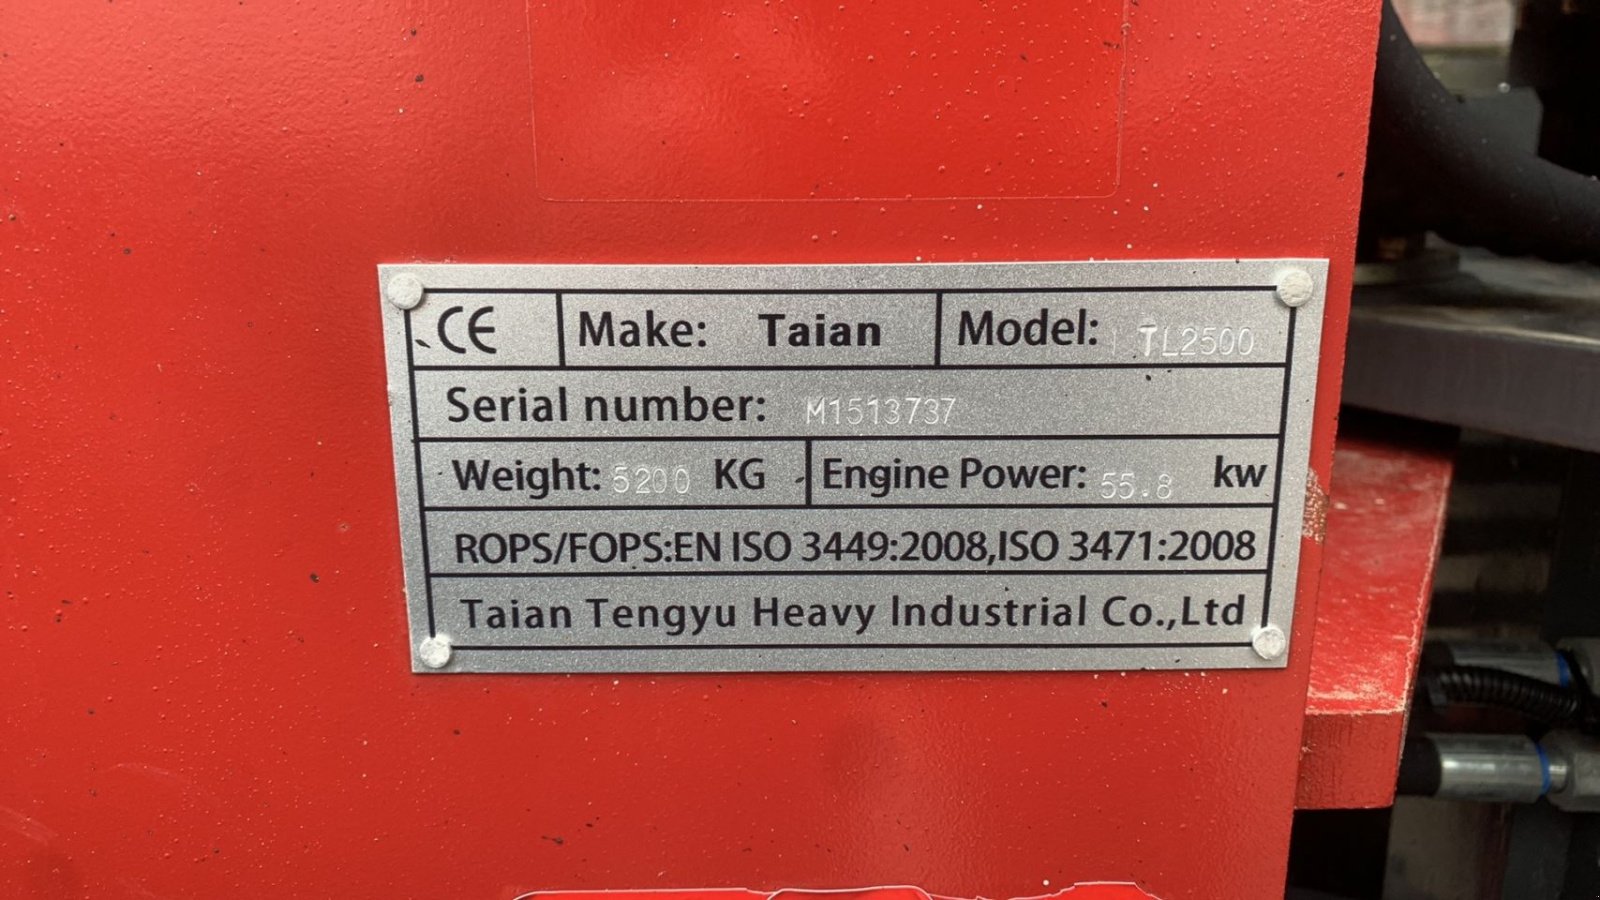 CE Make: Taian Model: TL2500
Serial number: M1513737
Weight: 5200 KG Engine Power: 55.8 kw
ROPS/FOPS:EN ISO 3449:2008,ISO 3471:2008
Taian Tengyu Heavy Industrial Co.,Ltd